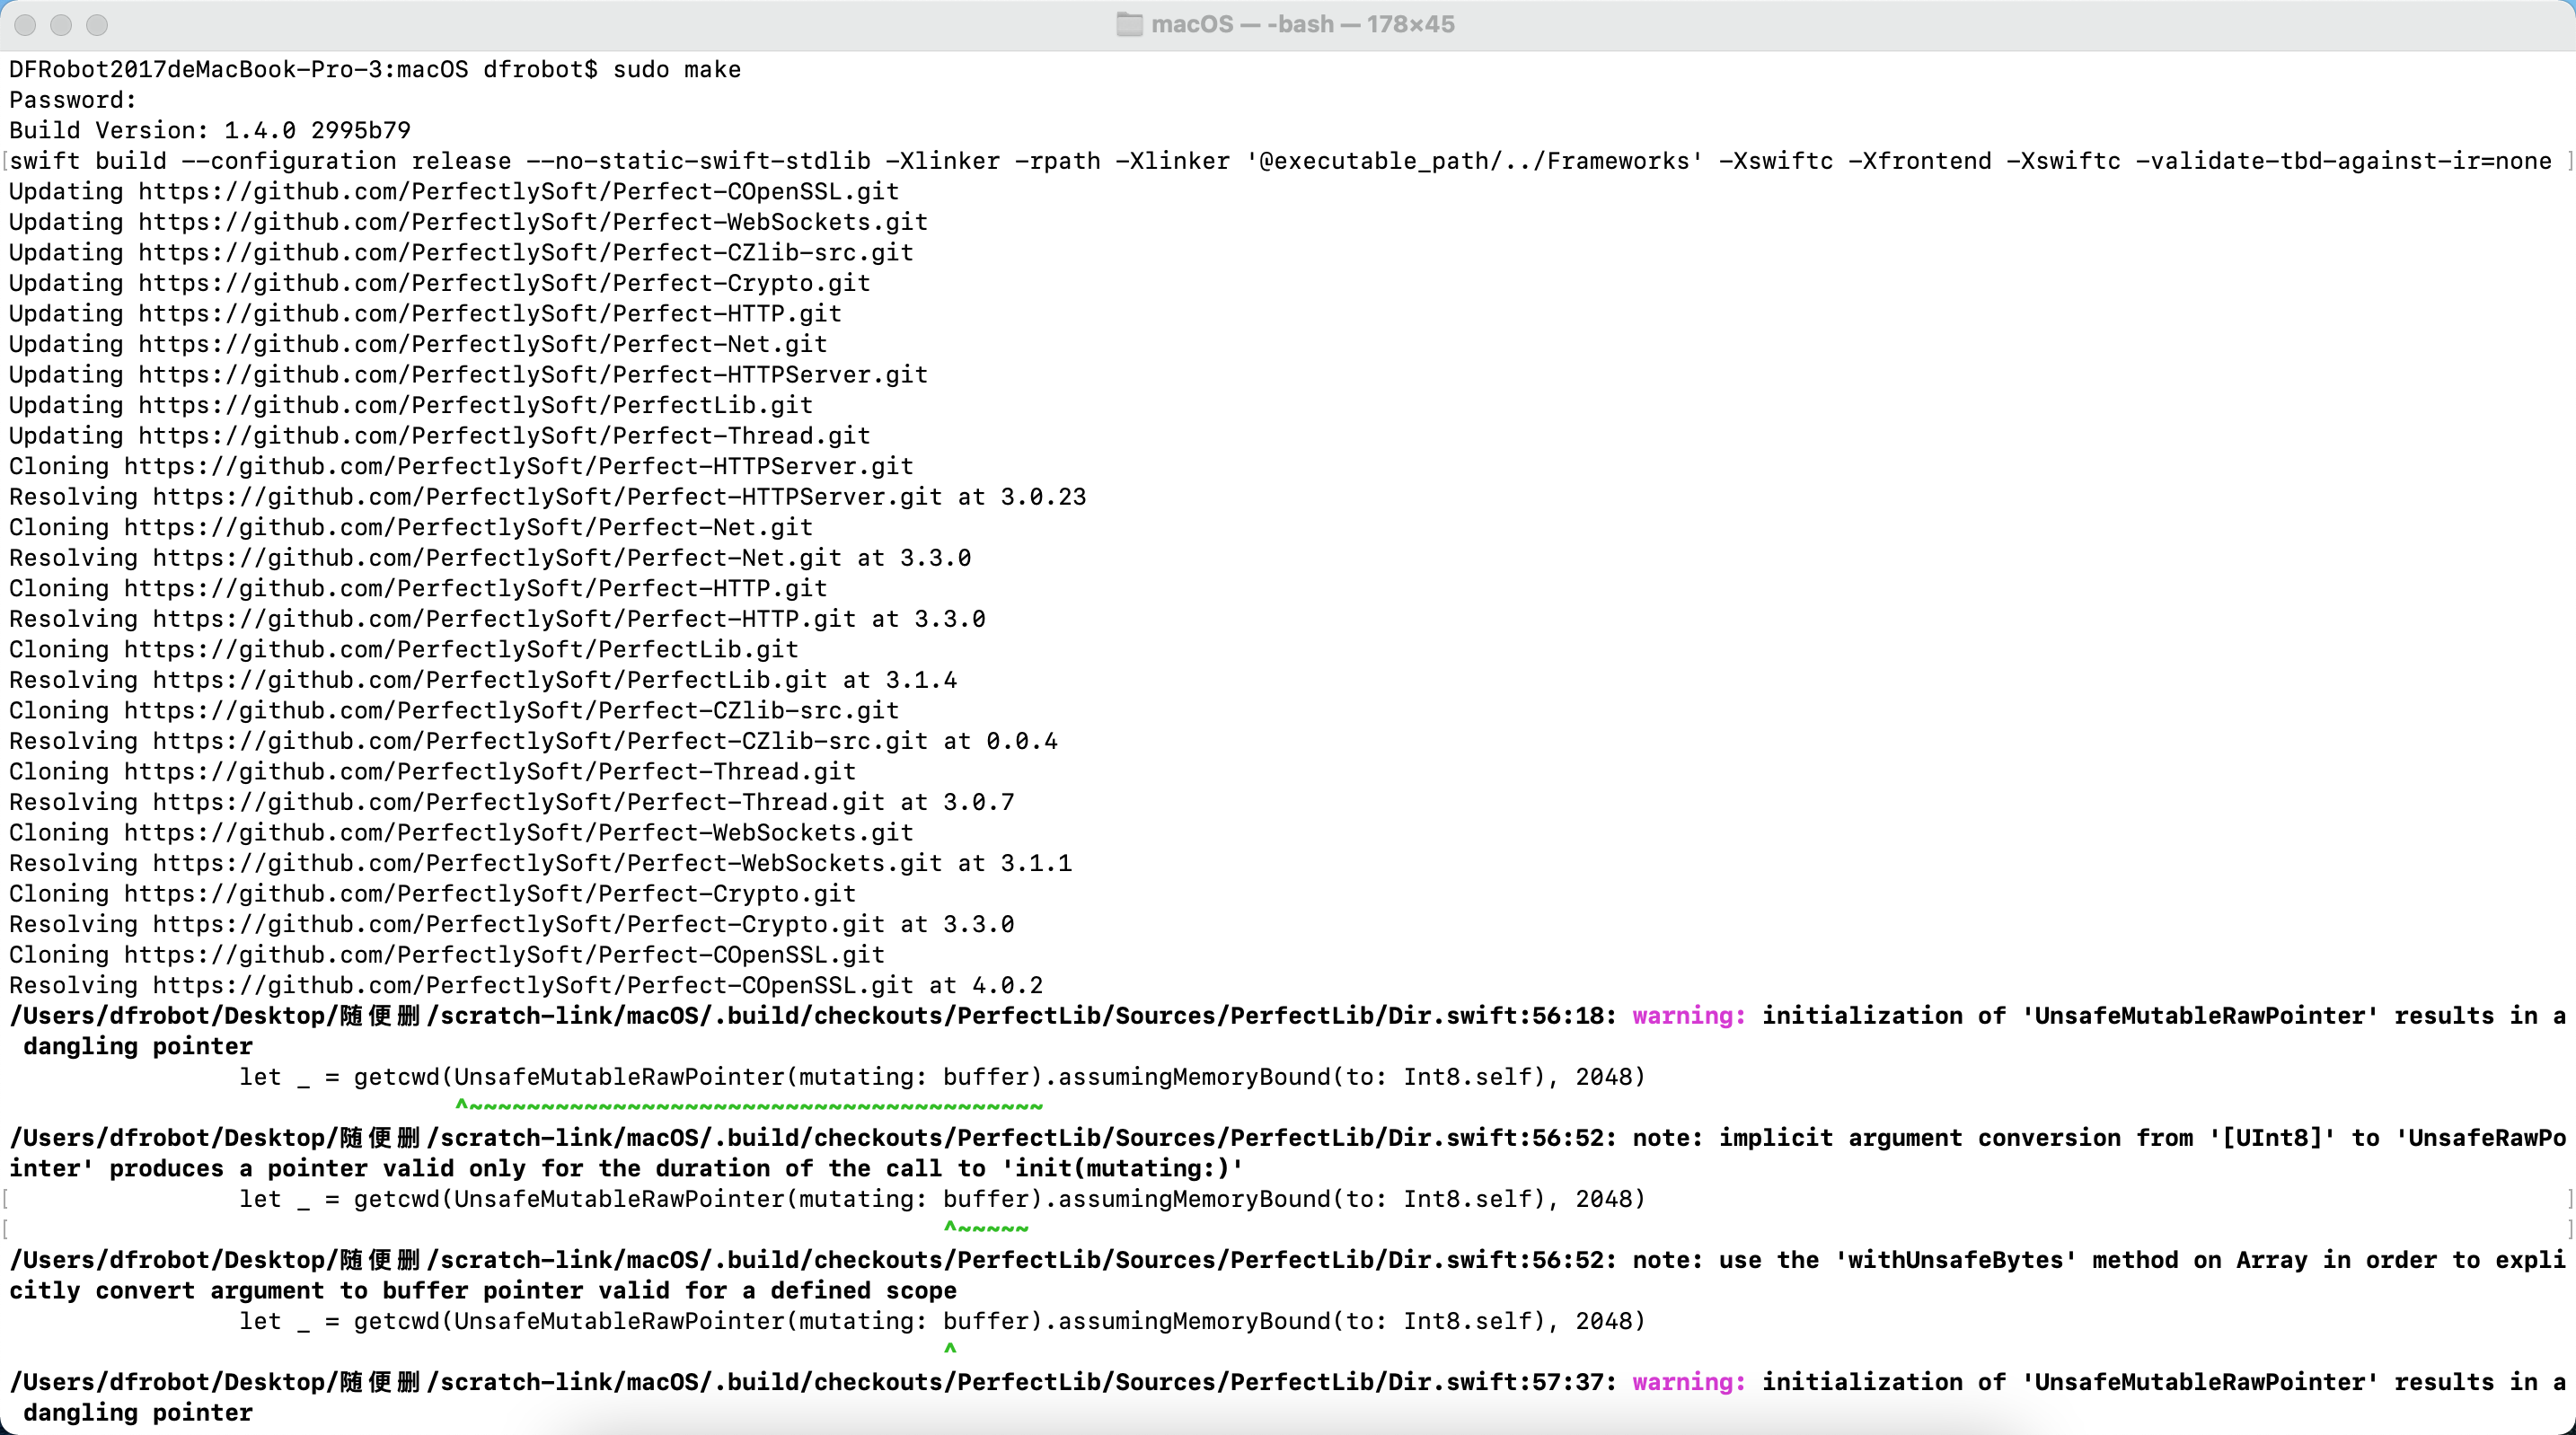 macOS — -bash — 178×45
DFRobot2017deMacBook-Pro-3:macOS dfrobot$ sudo make
Password:
Build Version: 1.4.0 2995b79
[swift build --configuration release --no-static-swift-stdlib -Xlinker -rpath -Xlinker '@executable_path/../Frameworks' -Xswiftc -Xfrontend -Xswiftc -validate-tbd-against-ir=none ]
Updating https://github.com/PerfectlySoft/Perfect-COpenSSL.git
Updating https://github.com/PerfectlySoft/Perfect-WebSockets.git
Updating https://github.com/PerfectlySoft/Perfect-CZlib-src.git
Updating https://github.com/PerfectlySoft/Perfect-Crypto.git
Updating https://github.com/PerfectlySoft/Perfect-HTTP.git
Updating https://github.com/PerfectlySoft/Perfect-Net.git
Updating https://github.com/PerfectlySoft/Perfect-HTTPServer.git
Updating https://github.com/PerfectlySoft/PerfectLib.git
Updating https://github.com/PerfectlySoft/Perfect-Thread.git
Cloning https://github.com/PerfectlySoft/Perfect-HTTPServer.git
Resolving https://github.com/PerfectlySoft/Perfect-HTTPServer.git at 3.0.23
Cloning https://github.com/PerfectlySoft/Perfect-Net.git
Resolving https://github.com/PerfectlySoft/Perfect-Net.git at 3.3.0
Cloning https://github.com/PerfectlySoft/Perfect-HTTP.git
Resolving https://github.com/PerfectlySoft/Perfect-HTTP.git at 3.3.0
Cloning https://github.com/PerfectlySoft/PerfectLib.git
Resolving https://github.com/PerfectlySoft/PerfectLib.git at 3.1.4
Cloning https://github.com/PerfectlySoft/Perfect-CZlib-src.git
Resolving https://github.com/PerfectlySoft/Perfect-CZlib-src.git at 0.0.4
Cloning https://github.com/PerfectlySoft/Perfect-Thread.git
Resolving https://github.com/PerfectlySoft/Perfect-Thread.git at 3.0.7
Cloning https://github.com/PerfectlySoft/Perfect-WebSockets.git
Resolving https://github.com/PerfectlySoft/Perfect-WebSockets.git at 3.1.1
Cloning https://github.com/PerfectlySoft/Perfect-Crypto.git
Resolving https://github.com/PerfectlySoft/Perfect-Crypto.git at 3.3.0
Cloning https://github.com/PerfectlySoft/Perfect-COpenSSL.git
Resolving https://github.com/PerfectlySoft/Perfect-COpenSSL.git at 4.0.2
/Users/dfrobot/Desktop/随便删/scratch-link/macOS/.build/checkouts/PerfectLib/Sources/PerfectLib/Dir.swift:56:18: warning: initialization of 'UnsafeMutableRawPointer' results in a
 dangling pointer
                let _ = getcwd(UnsafeMutableRawPointer(mutating: buffer).assumingMemoryBound(to: Int8.self), 2048)
                               ^~~~~~~~~~~~~~~~~~~~~~~~~~~~~~~~~~~~~~~~~
/Users/dfrobot/Desktop/随便删/scratch-link/macOS/.build/checkouts/PerfectLib/Sources/PerfectLib/Dir.swift:56:52: note: implicit argument conversion from '[UInt8]' to 'UnsafeRawPo
inter' produces a pointer valid only for the duration of the call to 'init(mutating:)'
[                let _ = getcwd(UnsafeMutableRawPointer(mutating: buffer).assumingMemoryBound(to: Int8.self), 2048) ]
[                                                                 ^~~~~~ ]
/Users/dfrobot/Desktop/随便删/scratch-link/macOS/.build/checkouts/PerfectLib/Sources/PerfectLib/Dir.swift:56:52: note: use the 'withUnsafeBytes' method on Array in order to expli
citly convert argument to buffer pointer valid for a defined scope
                let _ = getcwd(UnsafeMutableRawPointer(mutating: buffer).assumingMemoryBound(to: Int8.self), 2048)
                                                                 ^
/Users/dfrobot/Desktop/随便删/scratch-link/macOS/.build/checkouts/PerfectLib/Sources/PerfectLib/Dir.swift:57:37: warning: initialization of 'UnsafeMutableRawPointer' results in a
 dangling pointer